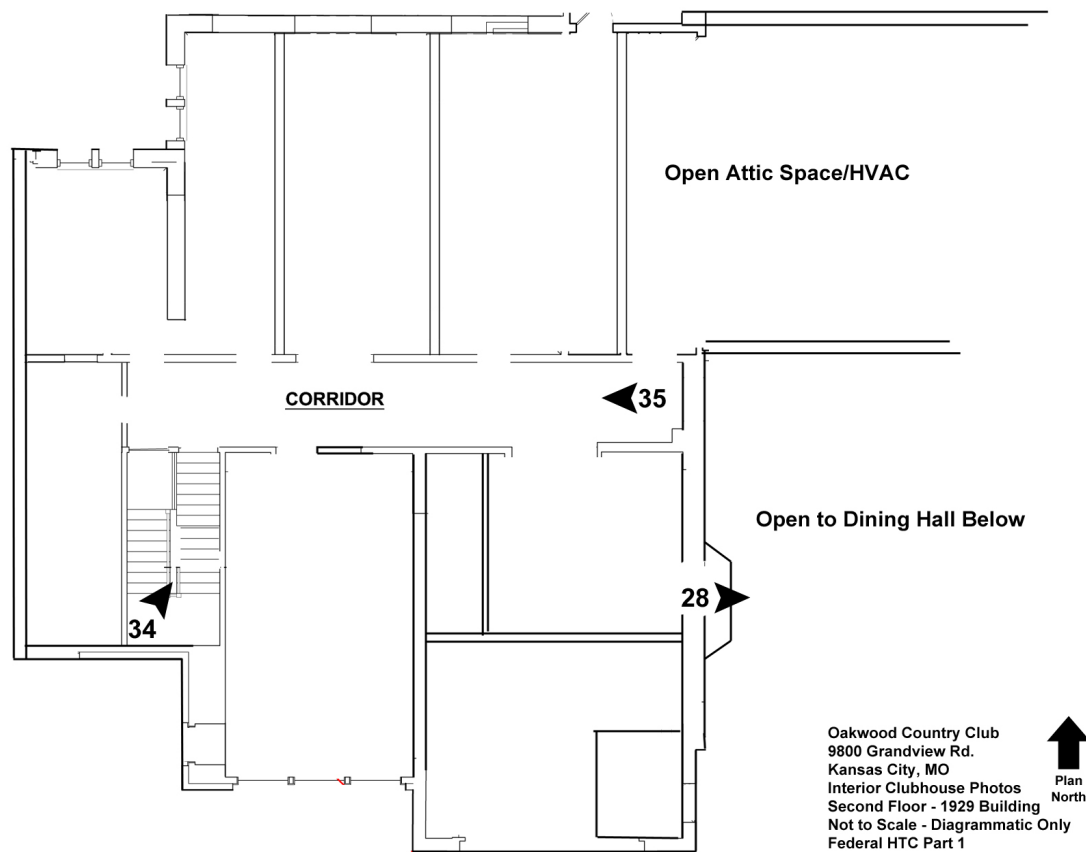 Open Attic Space/HVAC
CORRIDOR
35
Open to Dining Hall Below
28
34
Oakwood Country Club
9800 Grandview Rd.
Kansas City, MO
Interior Clubhouse Photos
Second Floor - 1929 Building
Not to Scale - Diagrammatic Only
Federal HTC Part 1
Plan
North